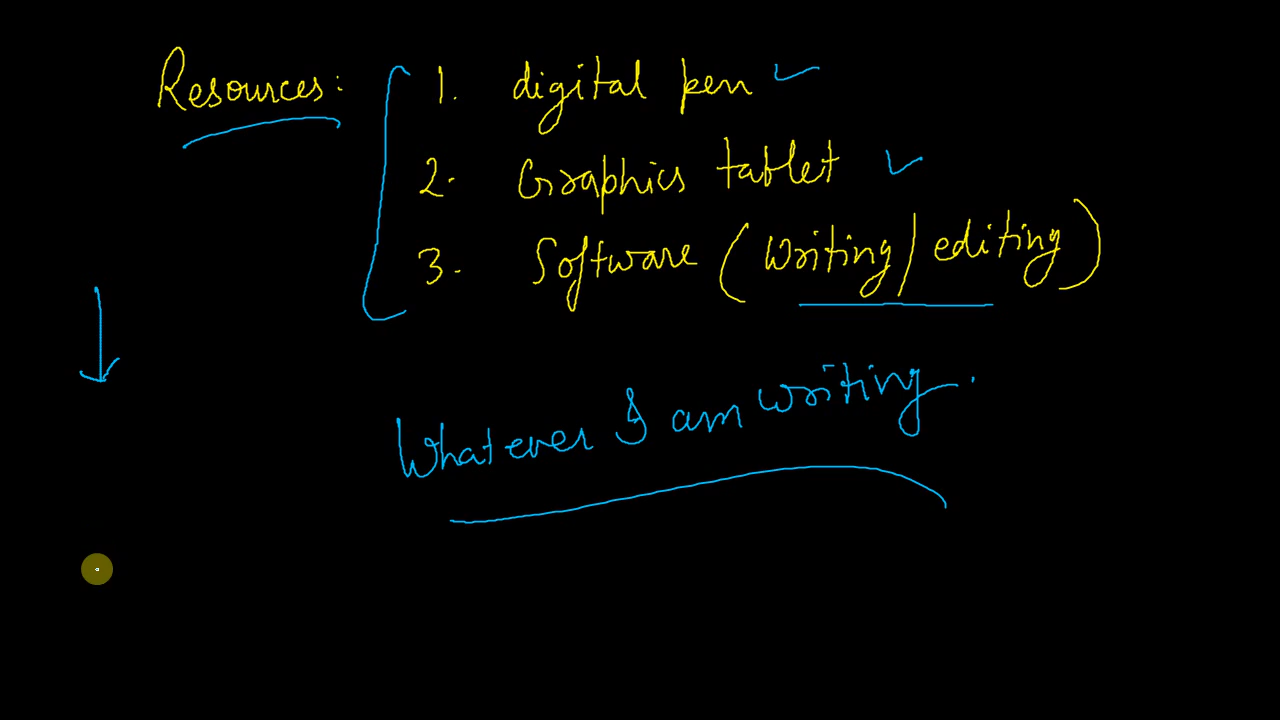 Resources: 1. digital pen
2. Graphics tablet
3. Software (writing/editing)
Whatever I am writing.